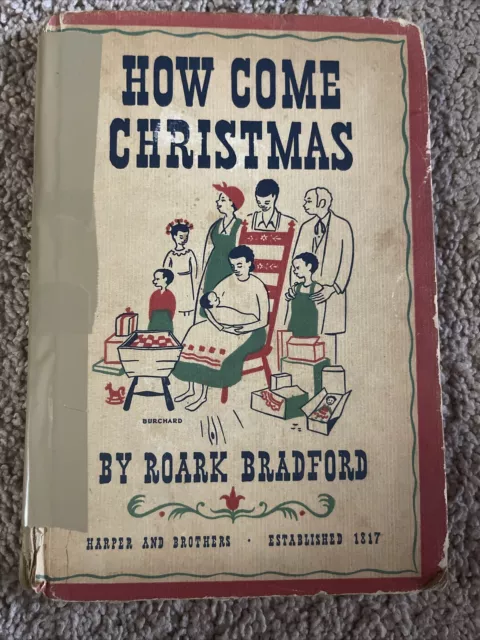 HOW COME
CHRISTMAS
BURCHARD
BY ROARK BRADFORD
HARPER AND BROTHERS · ESTABLISHED 1817